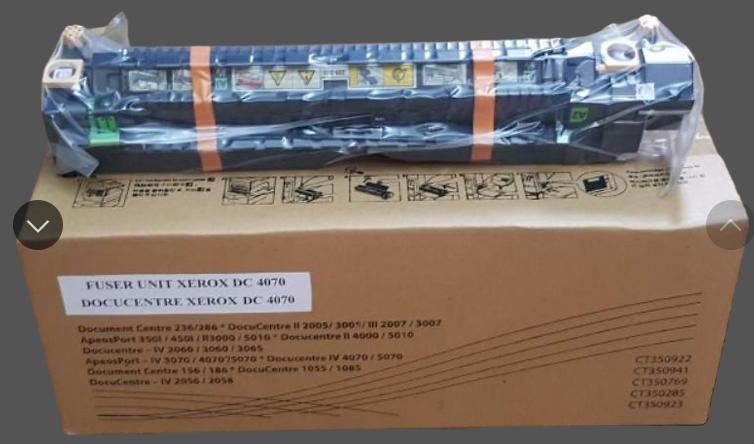 FUSER UNIT XEROX DC 4070
DOCUCENTRE XEROX DC 4070
Document Centre 236/286 * DocuCentre II 2005/ 3005/ III 2007 / 3007
ApeosPort 350I / 450I / II3000 / 5010 * Docucentre II 4000 / 5010
Docucentre - IV 2060 / 3060 / 3065
ApeosPort - IV 3070 / 4070/5070 * Docucentre IV 4070 / 5070
Document Centre 156 / 186 * DocuCentre 1055 / 1085
DocuCentre - IV 2056 / 2058
CT350922
CT350941
CT350769
CT350285
CT350923